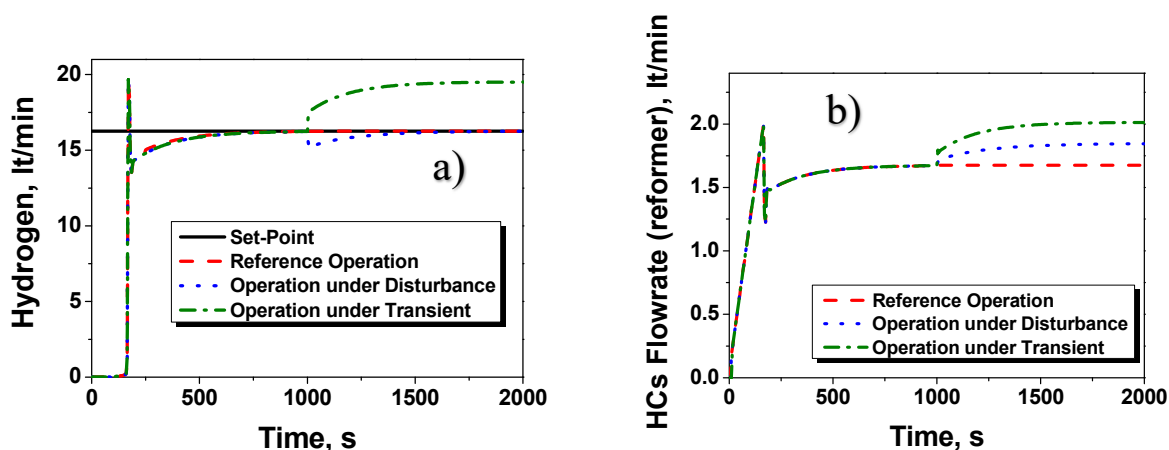 Hydrogen, lt/min
20
15
10
5
0
a)
Set-Point
Reference Operation
Operation under Disturbance
Operation under Transient
0 500 1000 1500 2000
Time, s
HCs Flowrate (reformer), lt/min
2.0
1.5
1.0
0.5
0.0
b)
Reference Operation
Operation under Disturbance
Operation under Transient
0 500 1000 1500 2000
Time, s